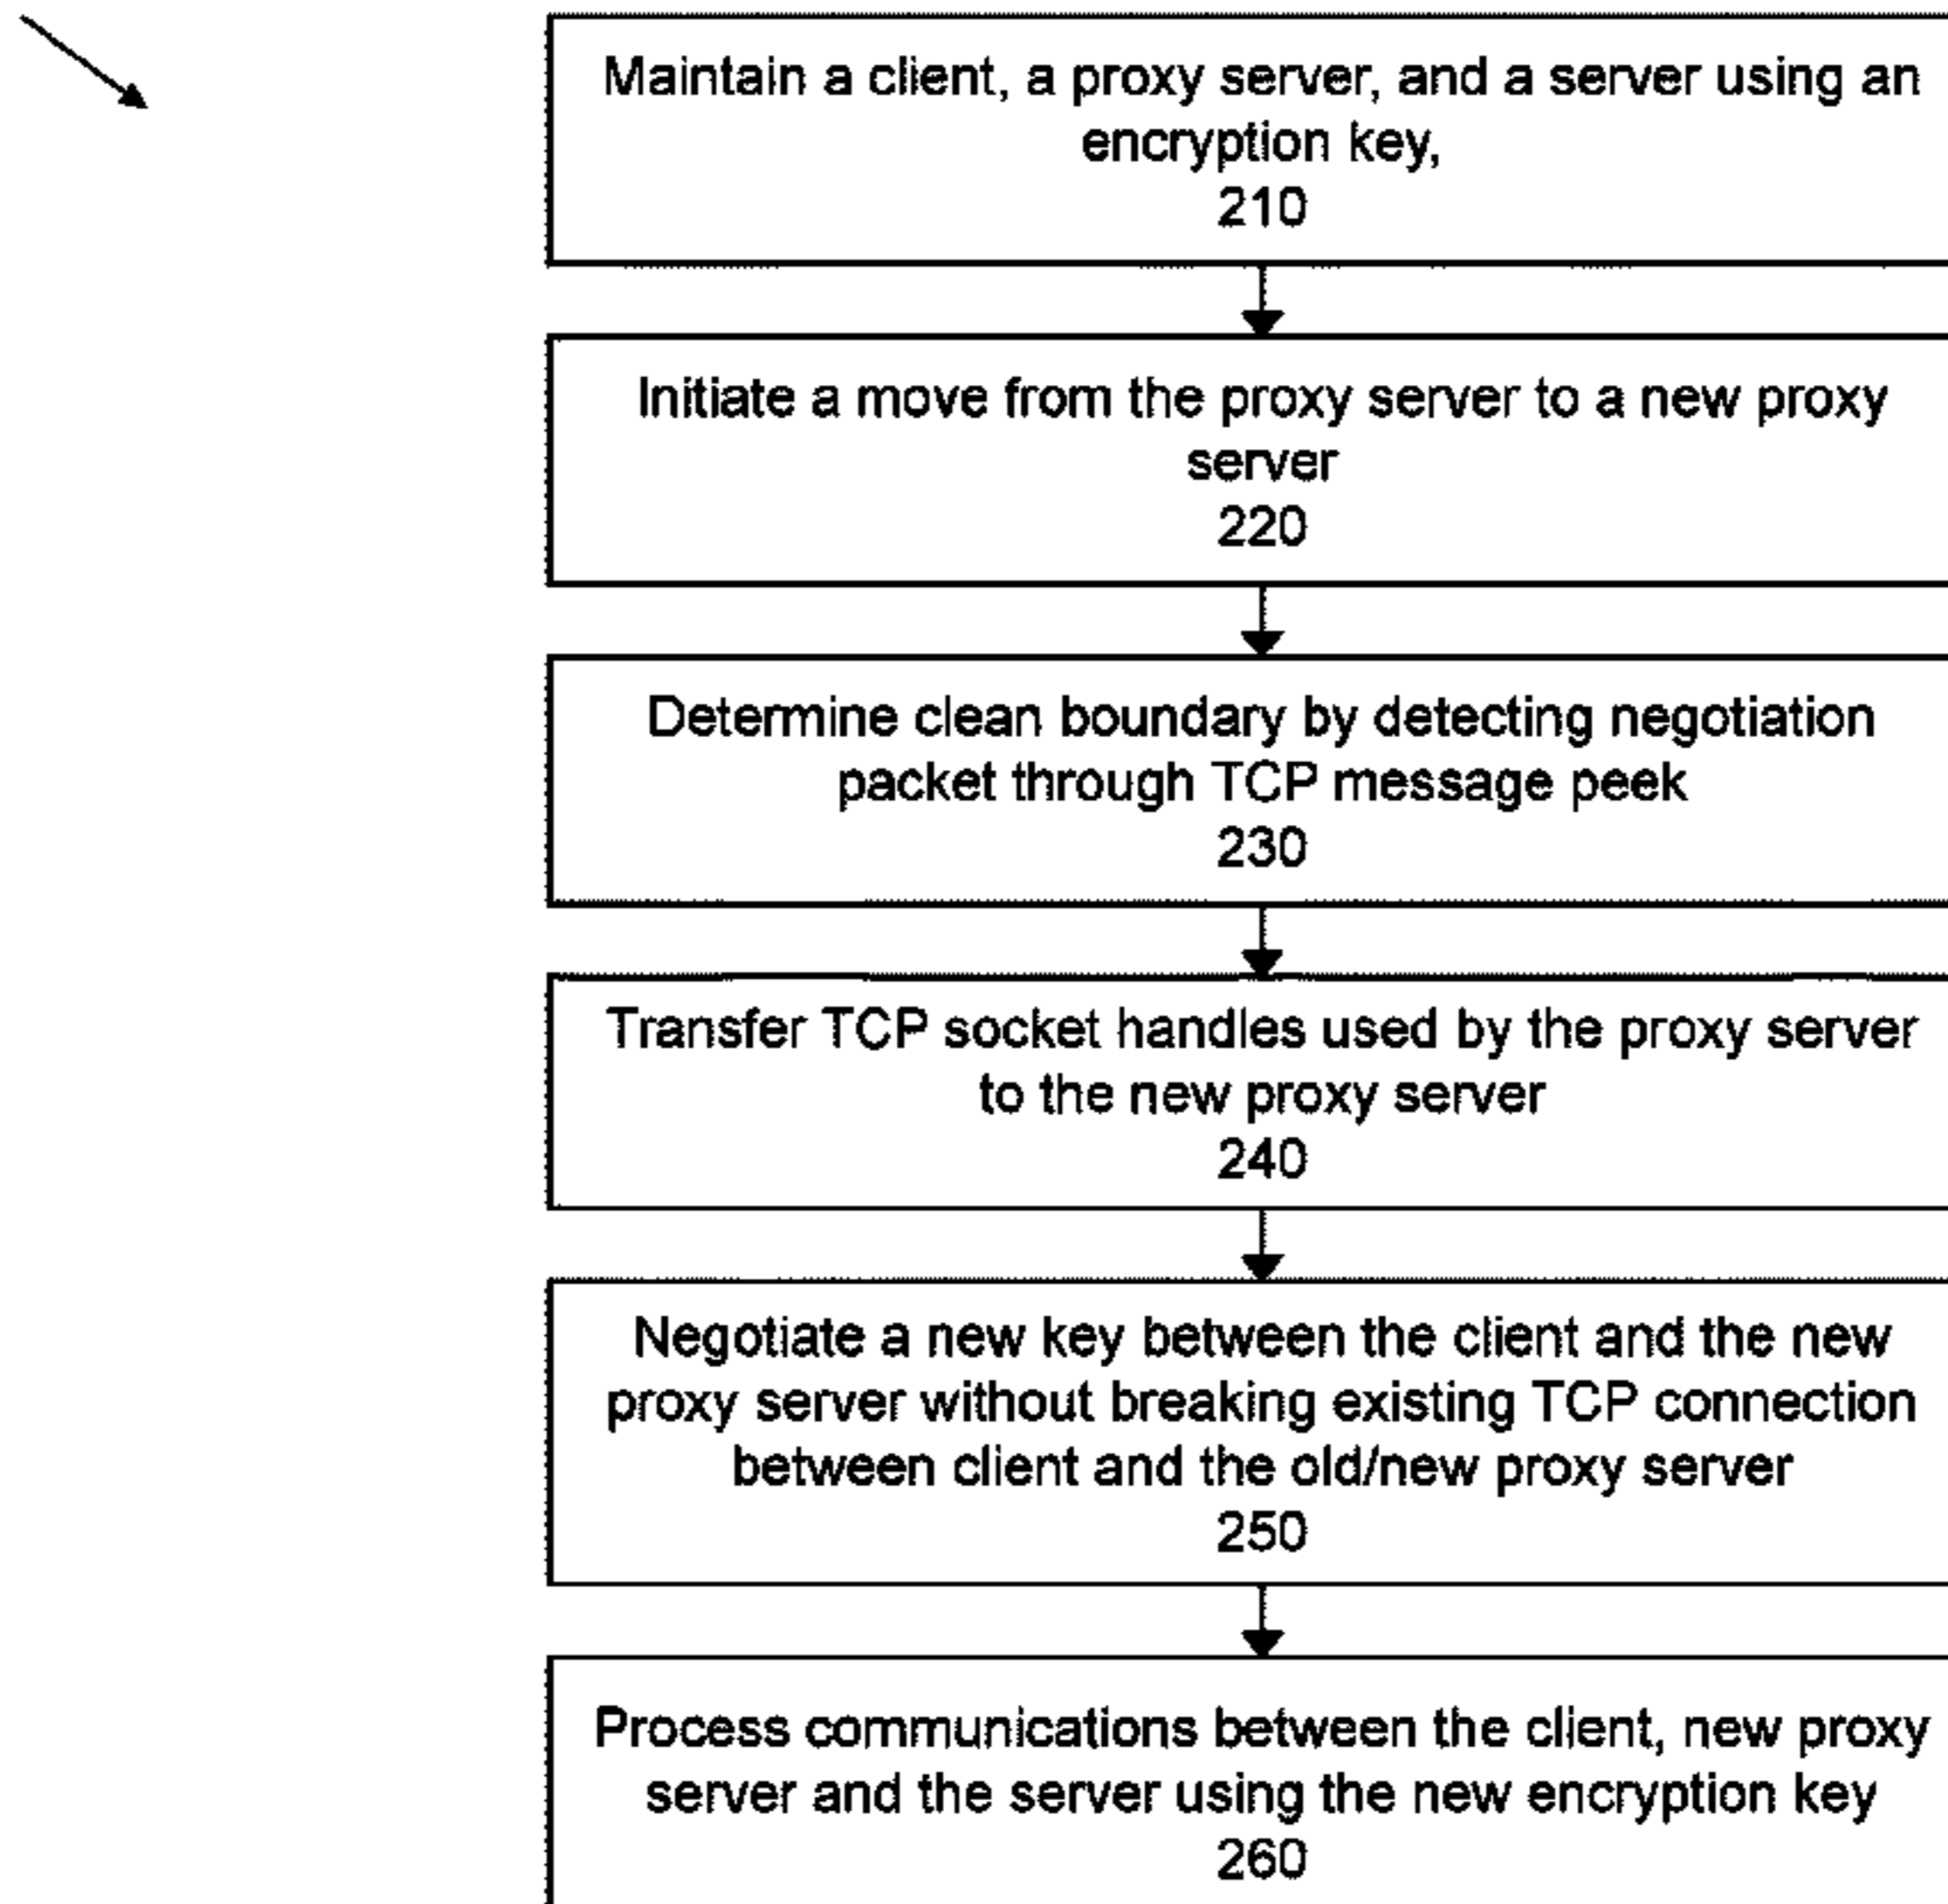 Maintain a client, a proxy server, and a server using an
encryption key,
210
Initiate a move from the proxy server to a new proxy
server
220
Determine clean boundary by detecting negotiation
packet through TCP message peek
230
Transfer TCP socket handles used by the proxy server
to the new proxy server
240
Negotiate a new key between the client and the new
proxy server without breaking existing TCP connection
between client and the old/new proxy server
250
Process communications between the client, new proxy
server and the server using the new encryption key
260